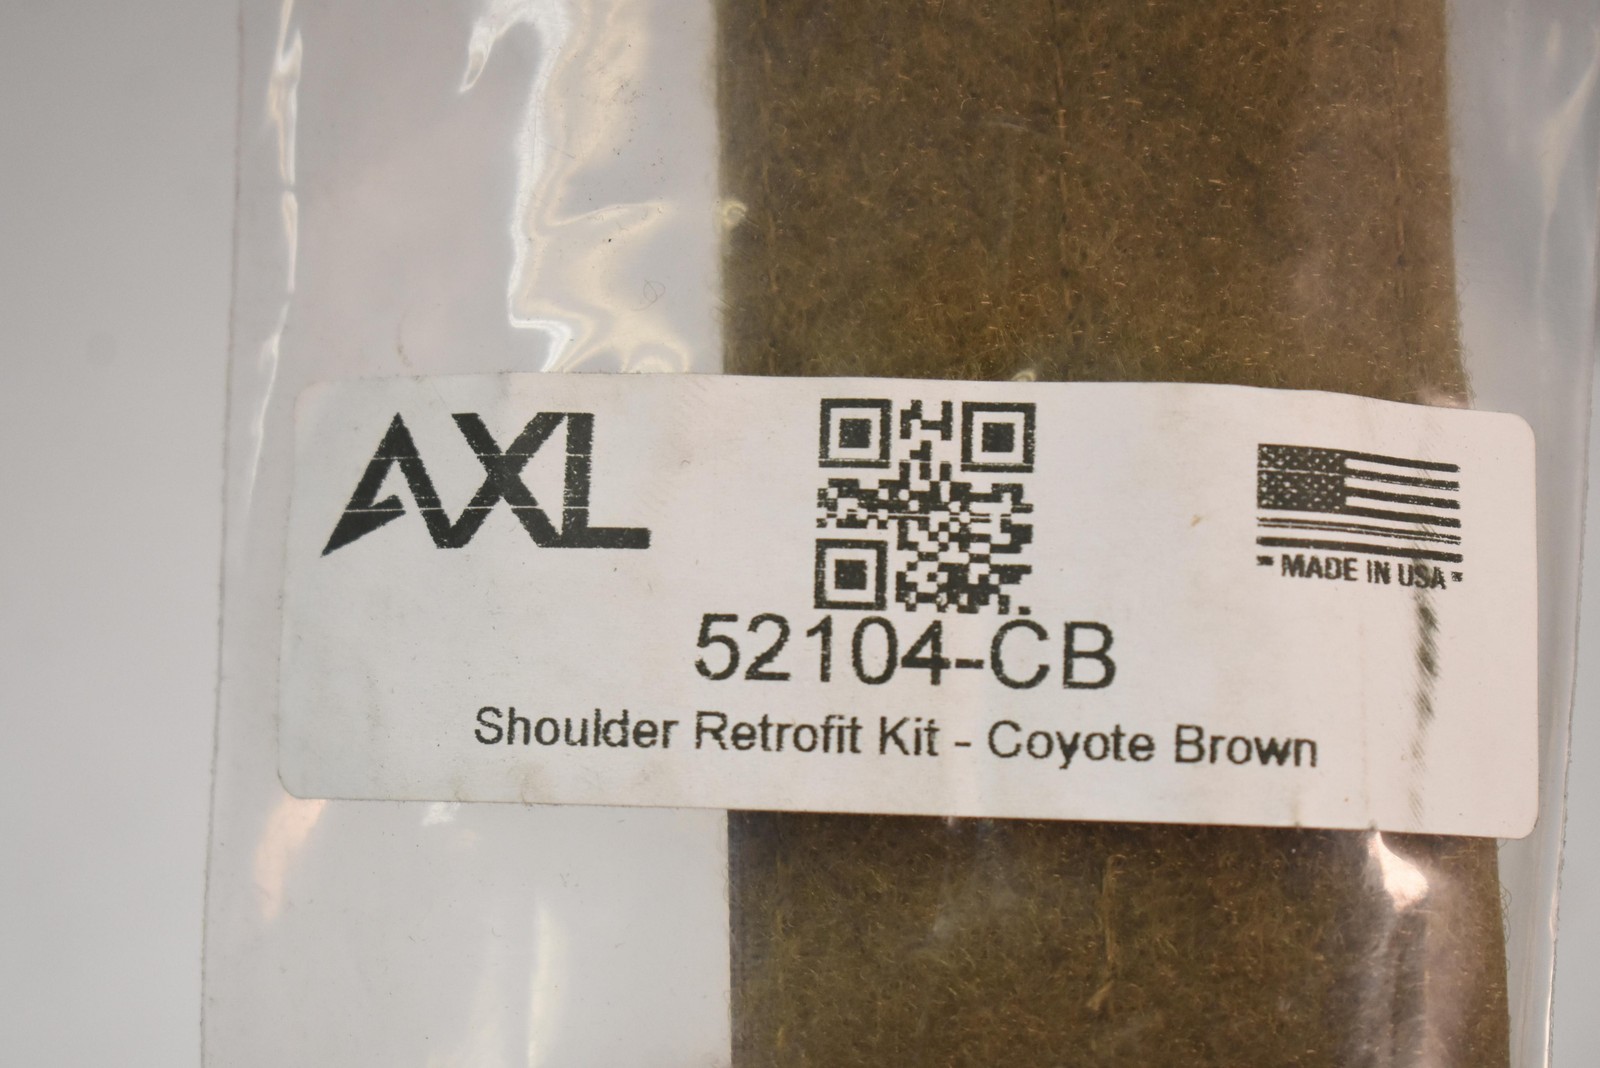 AXL
MADE IN USA
52104-CB
Shoulder Retrofit Kit - Coyote Brown